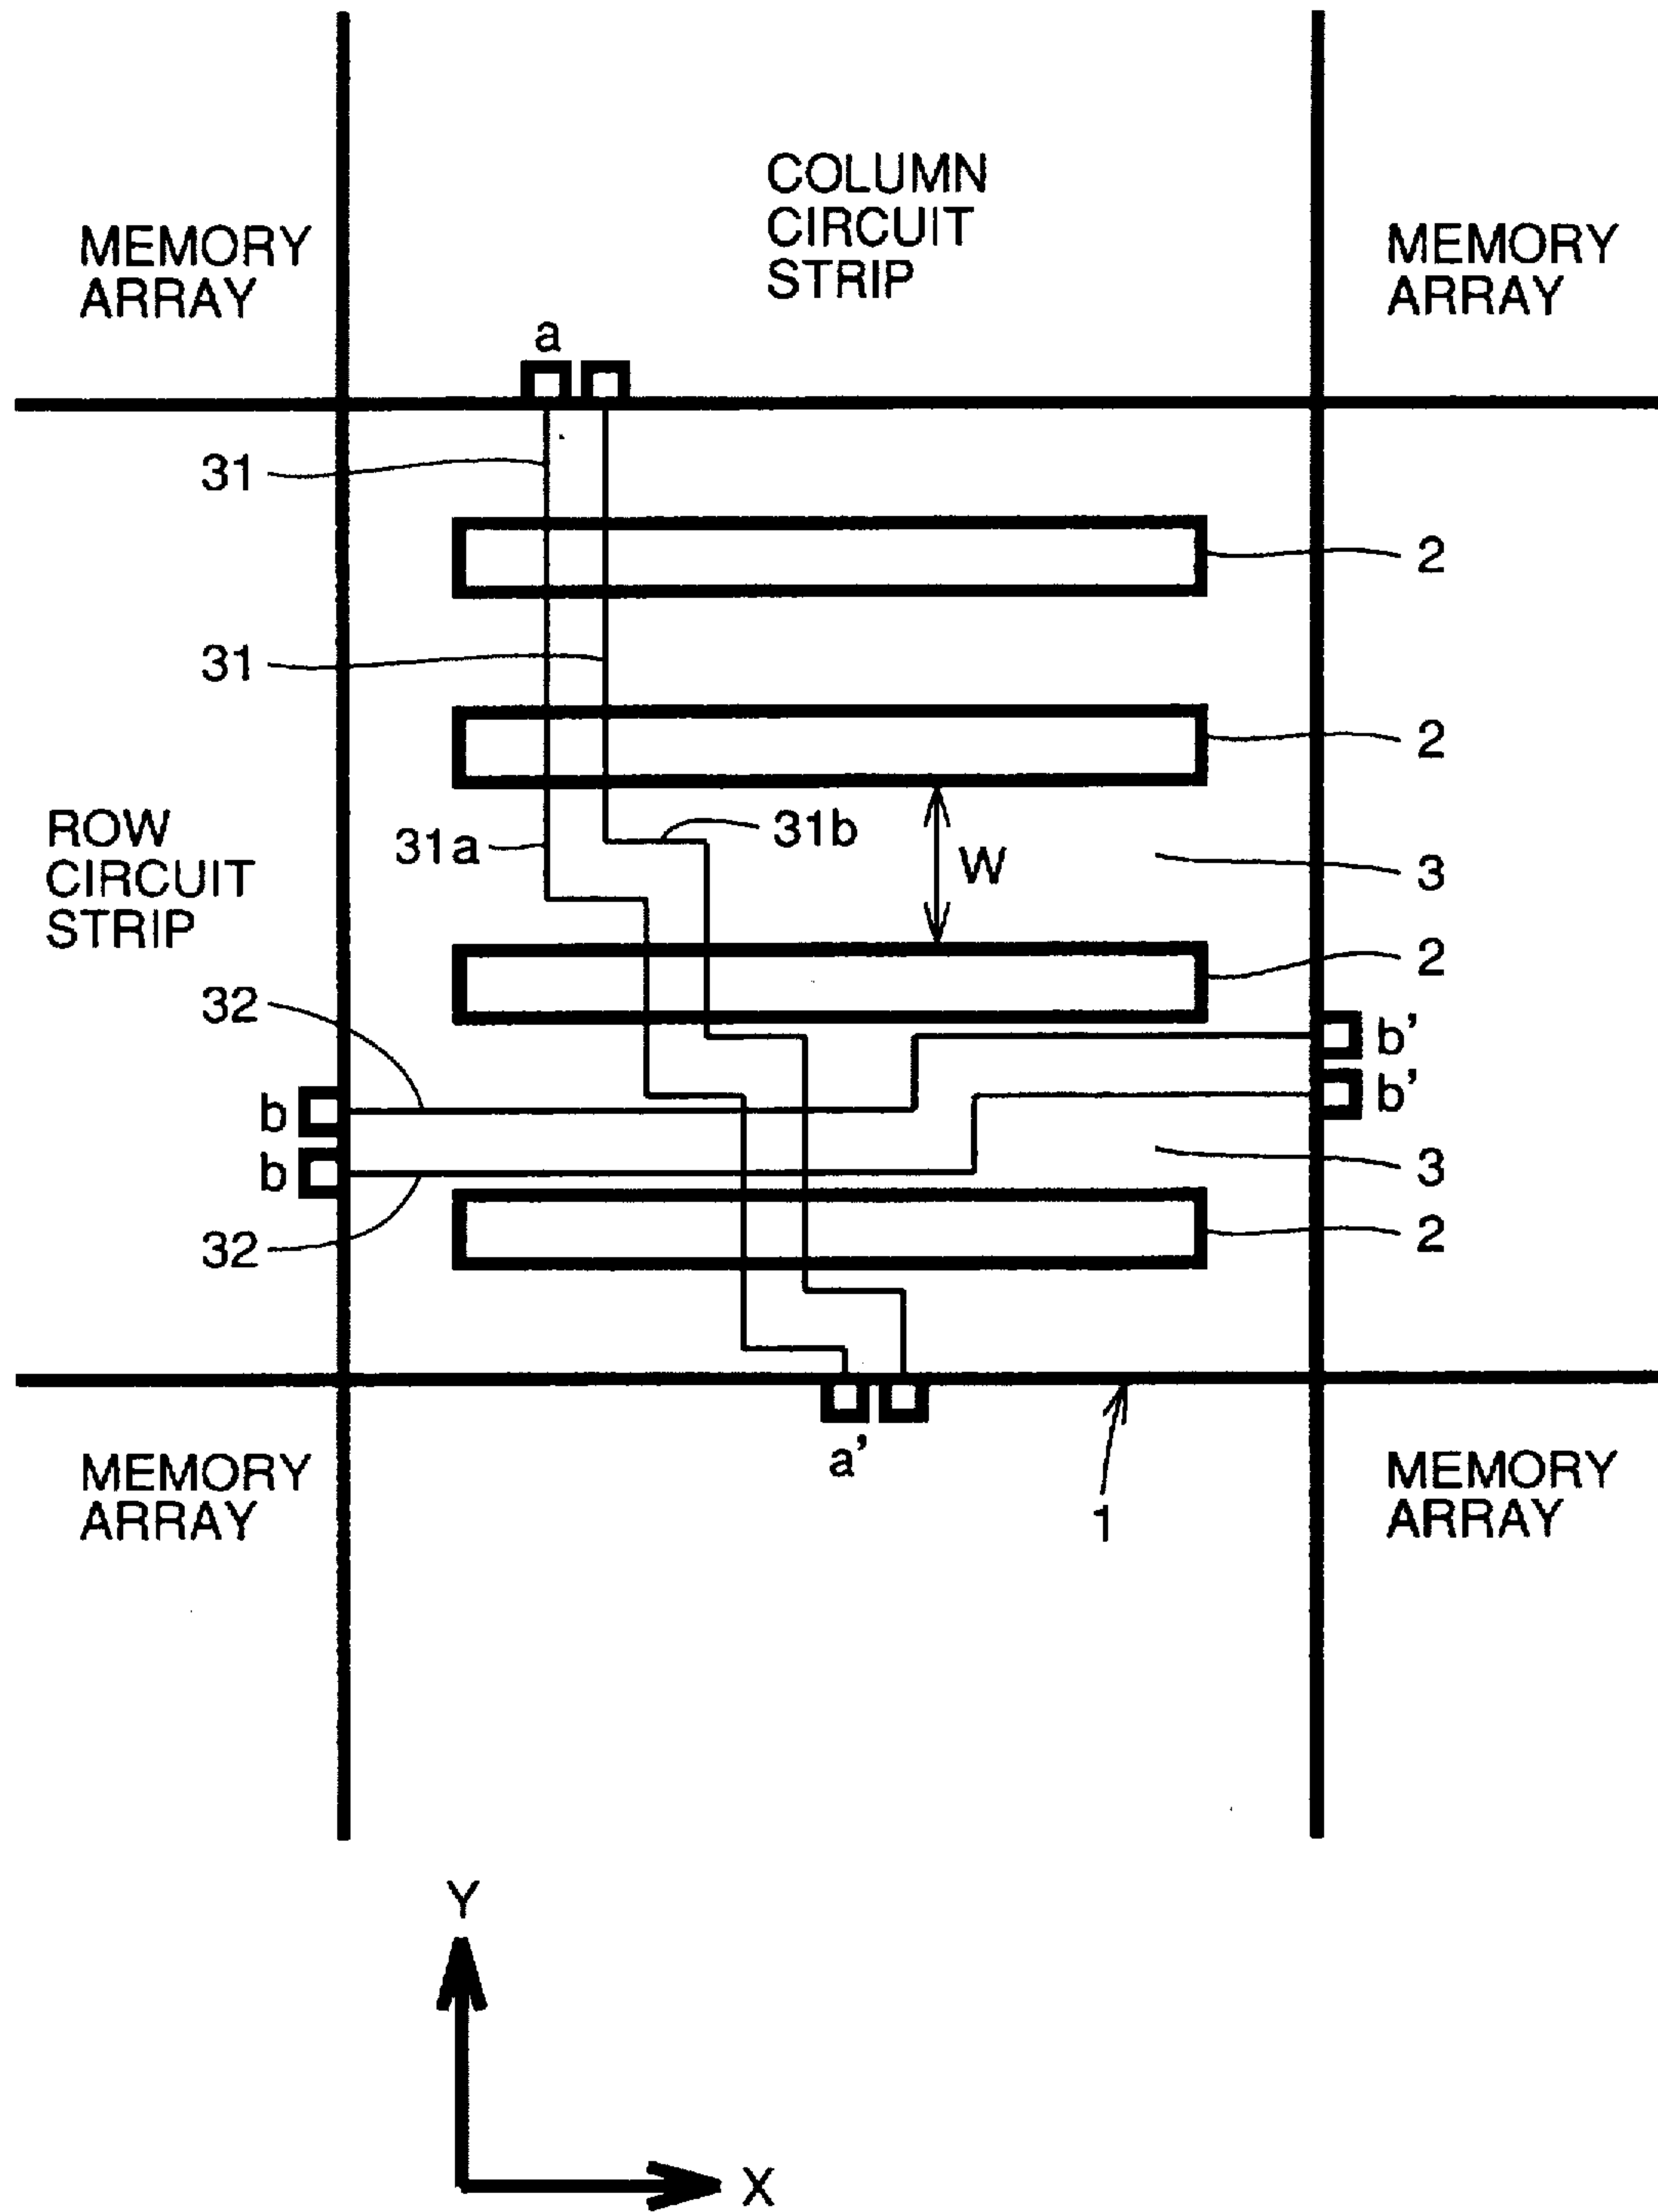 COLUMN
CIRCUIT
STRIP
MEMORY
ARRAY
MEMORY
ARRAY
a
31
2
31
2
ROW
CIRCUIT
STRIP
31a
31b
W
3
2
32
b'
b'
b
b
3
32
2
a'
MEMORY
ARRAY
MEMORY
ARRAY
1
Y
X